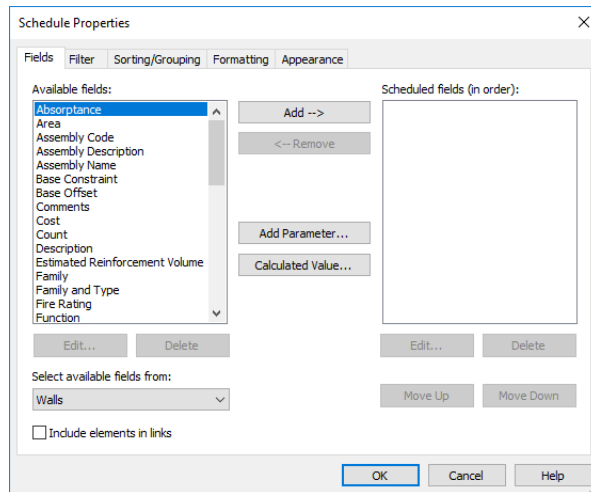 Schedule Properties
Fields Filter Sorting/Grouping Formatting Appearance
Available fields:
Absorptance
Area
Assembly Code
Assembly Description
Assembly Name
Base Constraint
Base Offset
Comments
Cost
Count
Description
Estimated Reinforcement Volume
Family
Family and Type
Fire Rating
Function
Add -->
<-- Remove
Add Parameter...
Calculated Value...
Scheduled fields (in order):
Edit... Delete
Edit... Delete
Select available fields from:
Walls
Move Up Move Down
Include elements in links
OK Cancel Help